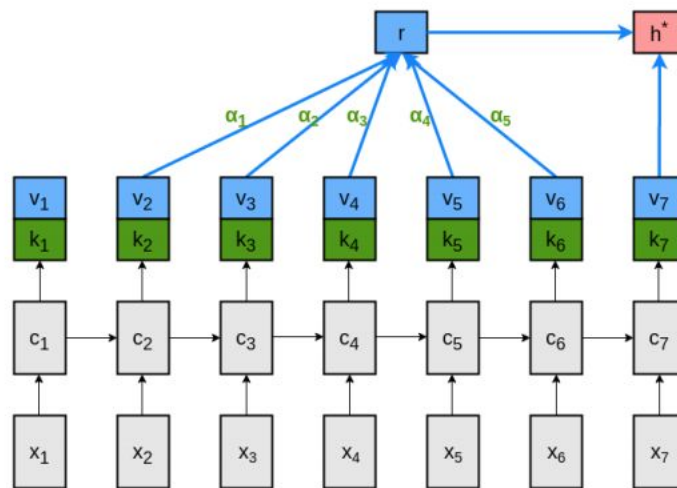 r h*
α₁ α₂ α₃ α₄ α₅
v₁ v₂ v₃ v₄ v₅ v₆ v₇
k₁ k₂ k₃ k₄ k₅ k₆ k₇
c₁ c₂ c₃ c₄ c₅ c₆ c₇
x₁ x₂ x₃ x₄ x₅ x₆ x₇